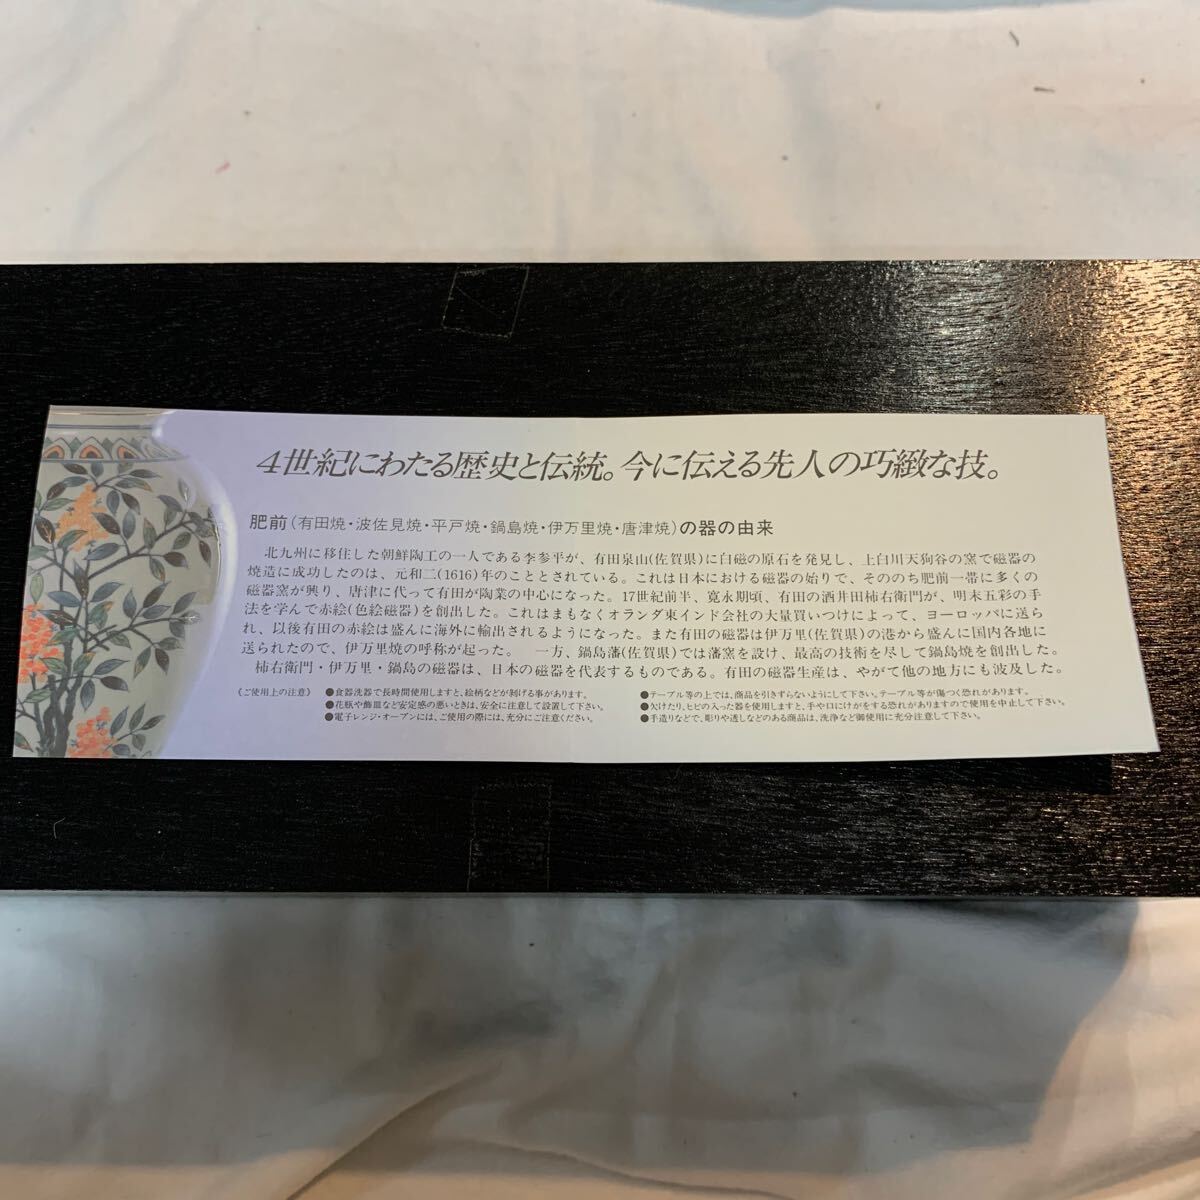 4世紀にわたる歴史と伝統。今に伝える先人の巧緻な技。
肥前(有田焼・波佐見焼・平戸焼・鍋島焼・伊万里焼・唐津焼)の器の由来
北九州に移住した朝鮮陶工の一人である李参平が、有田泉山(佐賀県)に白磁の原石を発見し、上白川天狗谷の窯で磁器の
焼造に成功したのは、元和二(1616)年のこととされている。これは日本における磁器の始りで、そののち肥前一帯に多くの
磁器窯が興り、唐津に代って有田が陶業の中心になった。17世紀前半、寛永期頃、有田の酒井田柿右衛門が、明末五彩の手
法を学んで赤絵(色絵磁器)を創出した。これはまもなくオランダ東インド会社の大量買いつけによって、ヨーロッパに送ら
れ、以後有田の赤絵は盛んに海外に輸出されるようになった。また有田の磁器は伊万里(佐賀県)の港から盛んに国内各地に
送られたので、伊万里焼の呼称が起った。 一方、鍋島藩(佐賀県)では藩窯を設け、最高の技術を尽して鍋島焼を創出した。
柿右衛門・伊万里・鍋島の磁器は、日本の磁器を代表するものである。有田の磁器生産は、やがて他の地方にも波及した。
《ご使用上の注意》
●食器洗器で長時間使用しますと、絵柄などが剥げる事があります。
●花瓶や飾皿など安定感の悪いときは、安全に注意して設置して下さい。
●電子レンジ・オーブンには、ご使用の際には、充分にご注意ください。
●テーブル等の上では、商品を引きずらないようにして下さい。テーブル等が傷つく恐れがあります。
●欠けたり、ヒビの入った器を使用しますと、手や口にけがをする恐れがありますので使用を中止して下さい。
●手造りなどで、彫りや透しなどのある商品は、洗浄など御使用に充分注意して下さい。